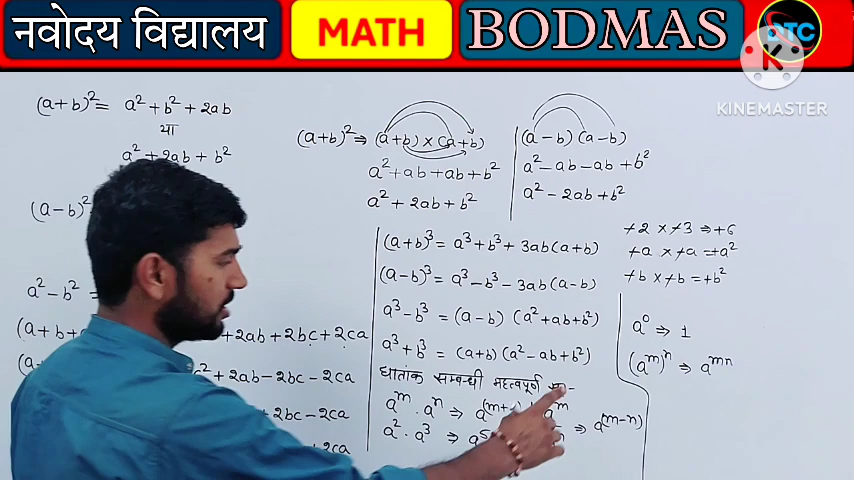 नवोदय विद्यालय MATH BODMAS
KINEMASTER
(a+b)² = a² + b² + 2ab
या
a² + 2ab + b²
(a-b)²
a² - b² =
(a+b+
+ 2ab + 2bc + 2ca
+ a² + 2ab - 2bc - 2ca
2ca
2ca
(a+b)² ⇒ (a+b) × (a+b)
a² + ab + ab + b²
a² + 2ab + b²
(a-b) (a-b)
a² - ab - ab + b²
a² - 2ab + b²
(a+b)³ = a³ + b³ + 3ab(a+b)
(a-b)³ = a³ - b³ - 3ab(a-b)
a³ - b³ = (a-b) (a² + ab + b²)
a³ + b³ = (a+b) (a² - ab + b²)
घातांक सम्बन्धी महत्वपूर्ण
aᵐ · aⁿ ⇒ a aᵐ
a² · a³ ⇒ a⁵ ⇒ a(m-n)
+2 × +3 ⇒ +6
+a × +a = +a²
+b × +b = +b²
a⁰ ⇒ 1
(aᵐ)ⁿ ⇒ aᵐⁿ